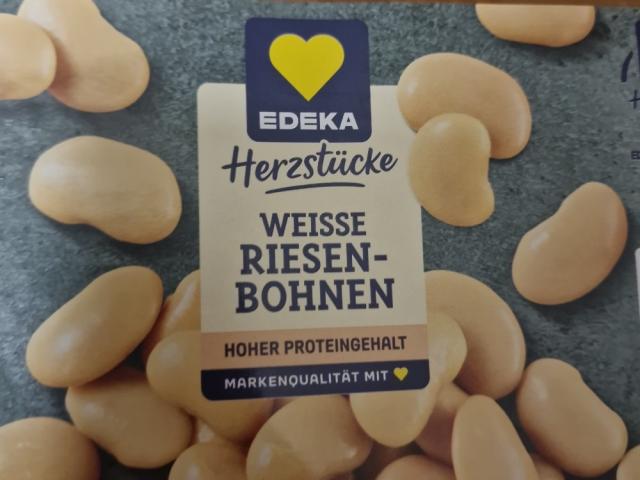 EDEKA
Herzstücke
WEISSE
RIESEN-
BOHNEN
HOHER PROTEINGEHALT
MARKENQUALITÄT MIT